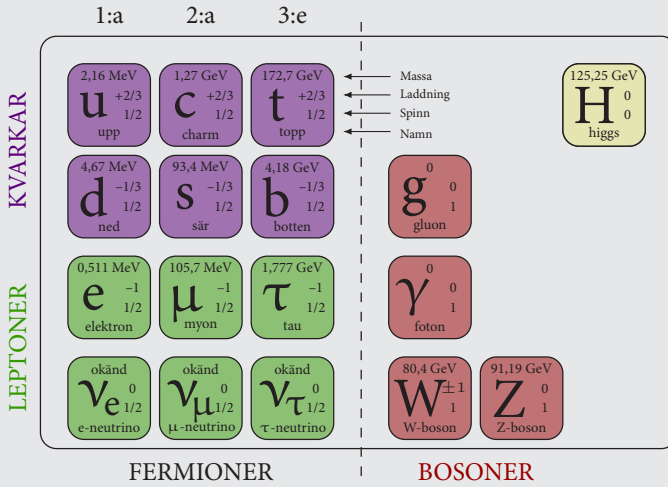 1:a 2:a 3:e
KVARKAR
2,16 MeV
u
+2/3
1/2
upp
1,27 GeV
c
+2/3
1/2
charm
172,7 GeV
t
+2/3
1/2
topp
Massa
Laddning
Spinn
Namn
125,25 GeV
H
0
0
higgs
4,67 MeV
d
−1/3
1/2
ned
93,4 MeV
s
−1/3
1/2
sär
4,18 GeV
b
−1/3
1/2
botten
0
g
0
1
gluon
LEPTONER
0,511 MeV
e
−1
1/2
elektron
105,7 MeV
μ
−1
1/2
myon
1,777 GeV
τ
−1
1/2
tau
0
γ
0
1
foton
okänd
νe
0
1/2
e-neutrino
okänd
νμ
0
1/2
μ-neutrino
okänd
ντ
0
1/2
τ-neutrino
80,4 GeV
W
±1
1
W-boson
91,19 GeV
Z
0
1
Z-boson
FERMIONER
BOSONER